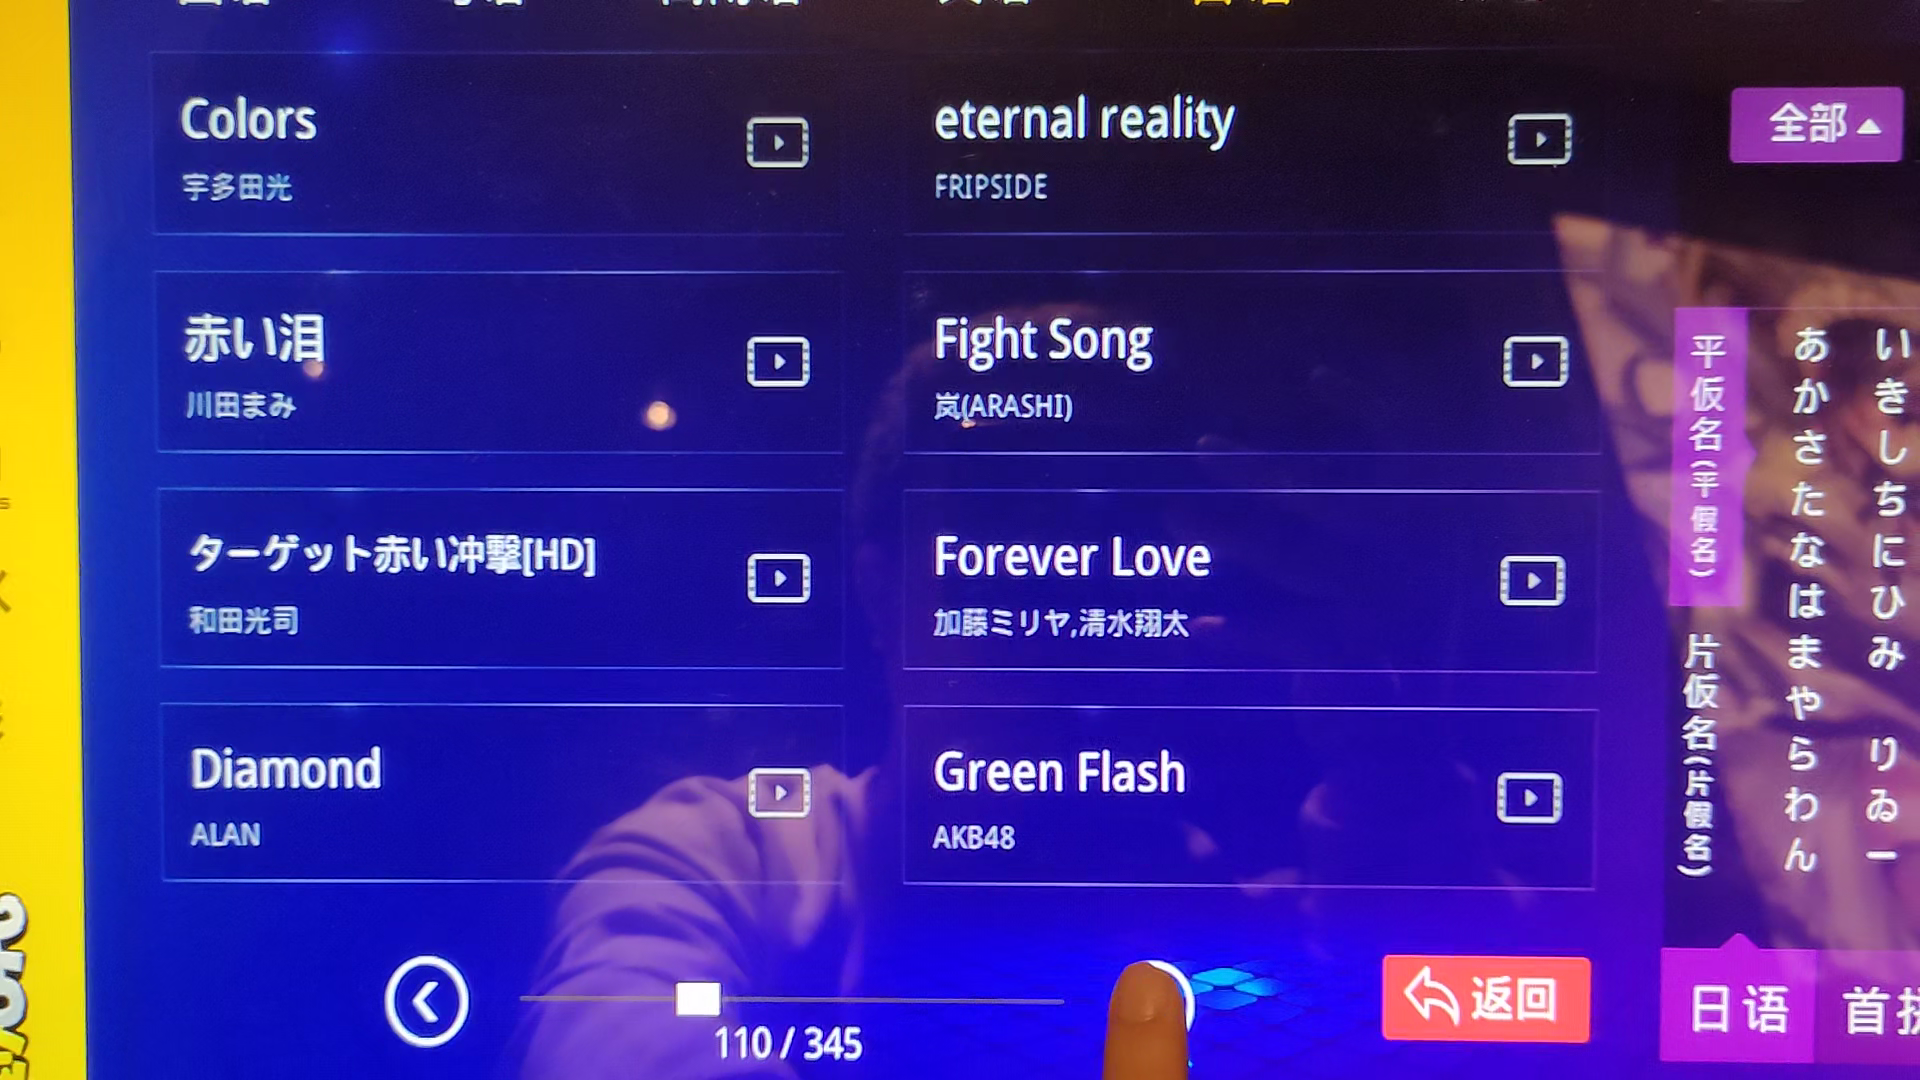 Colors
宇多田光
eternal reality
FRIPSIDE
全部
赤い泪
川田まみ
Fight Song
岚(ARASHI)
ターゲット赤い冲撃[HD]
和田光司
Forever Love
加藤ミリヤ,清水翔太
Diamond
ALAN
Green Flash
AKB48
平仮名(平假名)
片仮名(片假名)
あかさたなはまやらわん
いきしちにひみ りゐー
110 / 345
返回
日语
首